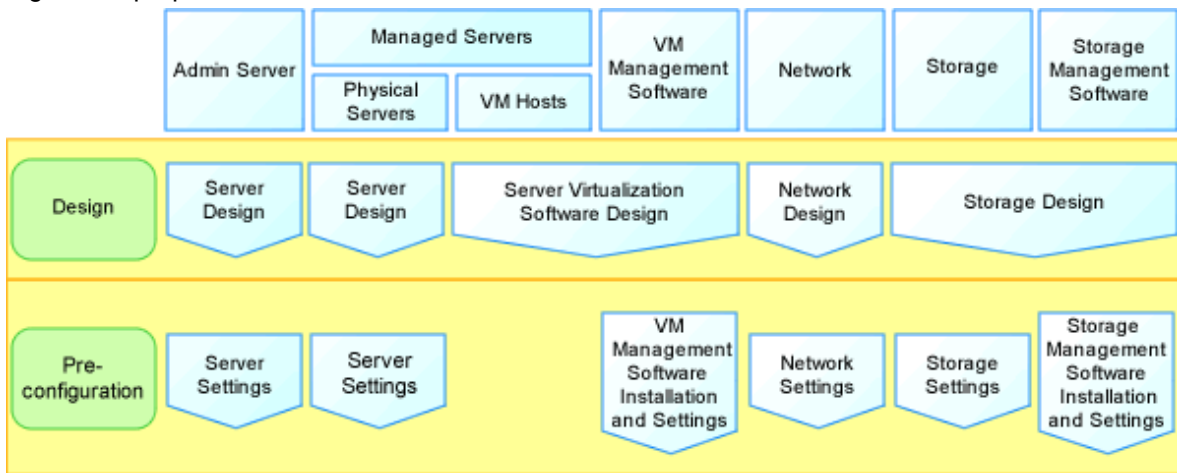 Admin Server
Managed Servers
Physical
Servers
VM Hosts
VM
Management
Software
Network
Storage
Storage
Management
Software
Design
Server
Design
Server
Design
Server Virtualization
Software Design
Network
Design
Storage Design
Pre-
configuration
Server
Settings
Server
Settings
VM
Management
Software
Installation
and Settings
Network
Settings
Storage
Settings
Storage
Management
Software
Installation
and Settings